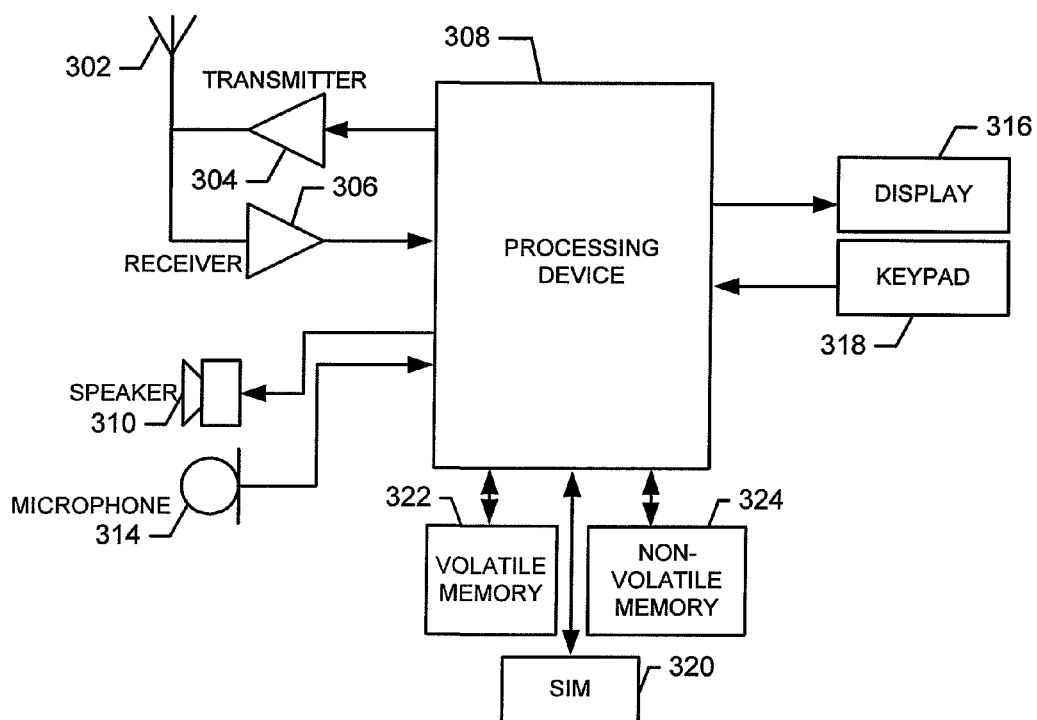 302
TRANSMITTER
304
306
RECEIVER
308
PROCESSING
DEVICE
316
DISPLAY
KEYPAD
318
SPEAKER
310
MICROPHONE
314
322
VOLATILE
MEMORY
324
NON-
VOLATILE
MEMORY
SIM
320